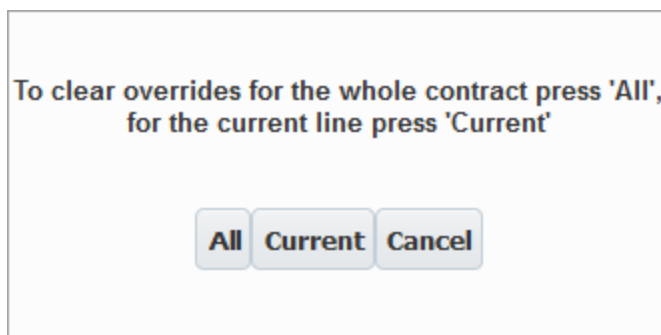 To clear overrides for the whole contract press 'All',
for the current line press 'Current'
All Current Cancel